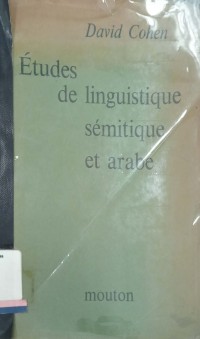 David Cohen
Études
de linguistique
sémitique
et arabe
mouton